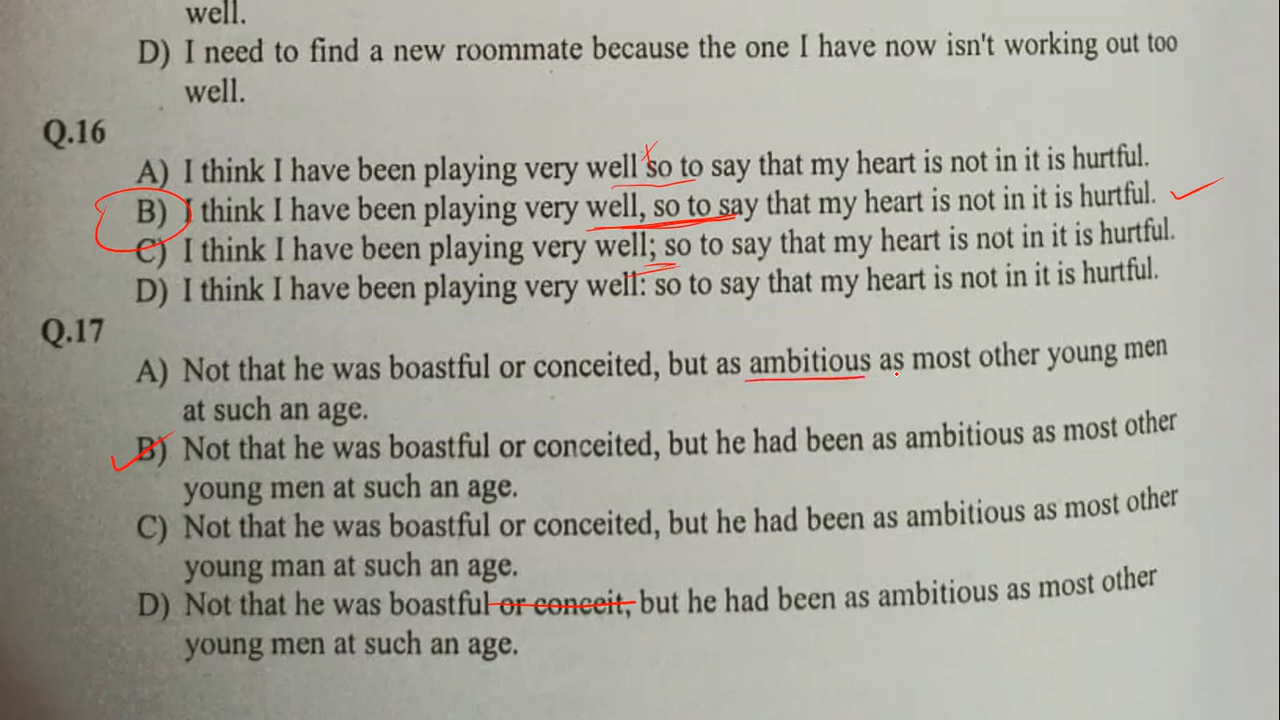 well.
D) I need to find a new roommate because the one I have now isn't working out too
well.
Q.16
A) I think I have been playing very well so to say that my heart is not in it is hurtful.
B) I think I have been playing very well, so to say that my heart is not in it is hurtful.
C) I think I have been playing very well; so to say that my heart is not in it is hurtful.
D) I think I have been playing very well: so to say that my heart is not in it is hurtful.
Q.17
A) Not that he was boastful or conceited, but as ambitious as most other young men
at such an age.
B) Not that he was boastful or conceited, but he had been as ambitious as most other
young men at such an age.
C) Not that he was boastful or conceited, but he had been as ambitious as most other
young man at such an age.
D) Not that he was boastful or conceit, but he had been as ambitious as most other
young men at such an age.